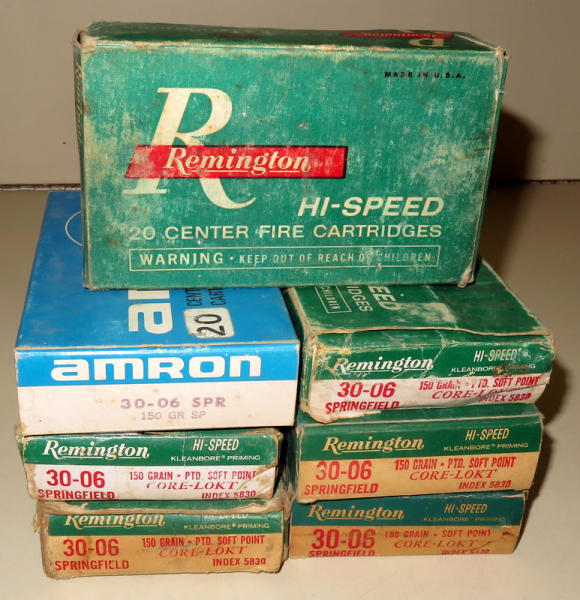 Remington
MADE IN U.S.A.
R
Remington
HI-SPEED
20 CENTER FIRE CARTRIDGES
WARNING • KEEP OUT OF REACH OF CHILDREN
20
amron
30-06 SPR
150 GR SP
Remington HI-SPEED
KLEANBORE® PRIMING
30-06 150 GRAIN • PTD. SOFT POINT
SPRINGFIELD CORE-LOKT INDEX 5830
Remington HI-SPEED
KLEANBORE® PRIMING
30-06 150 GRAIN • PTD. SOFT POINT
SPRINGFIELD CORE-LOKT
INDEX 5830
Remington HI-SPEED
KLEANBORE® PRIMING
30-06 150 GRAIN • PTD. SOFT POINT
SPRINGFIELD CORE-LOKT
INDEX 5830
Remington HI-SPEED
KLEANBORE® PRIMING
30-06 150 GRAIN • PTD. SOFT POINT
SPRINGFIELD CORE-LOKT
INDEX 5830
Remington HI-SPEED
KLEANBORE® PRIMING
30-06 180 GRAIN • SOFT POINT
SPRINGFIELD CORE-LOKT
INDEX